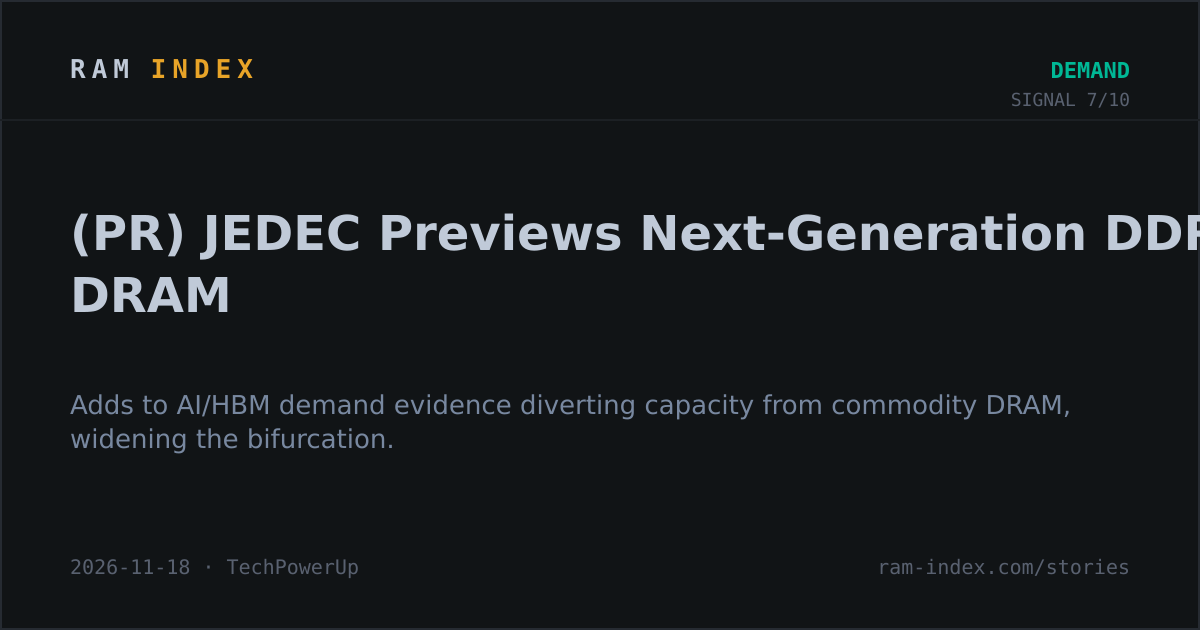 RAM INDEX
DEMAND
SIGNAL 7/10
(PR) JEDEC Previews Next-Generation
DRAM
Adds to AI/HBM demand evidence diverting capacity from commodity DRAM,
widening the bifurcation.
2026-11-18 · TechPowerUp
ram-index.com/stories